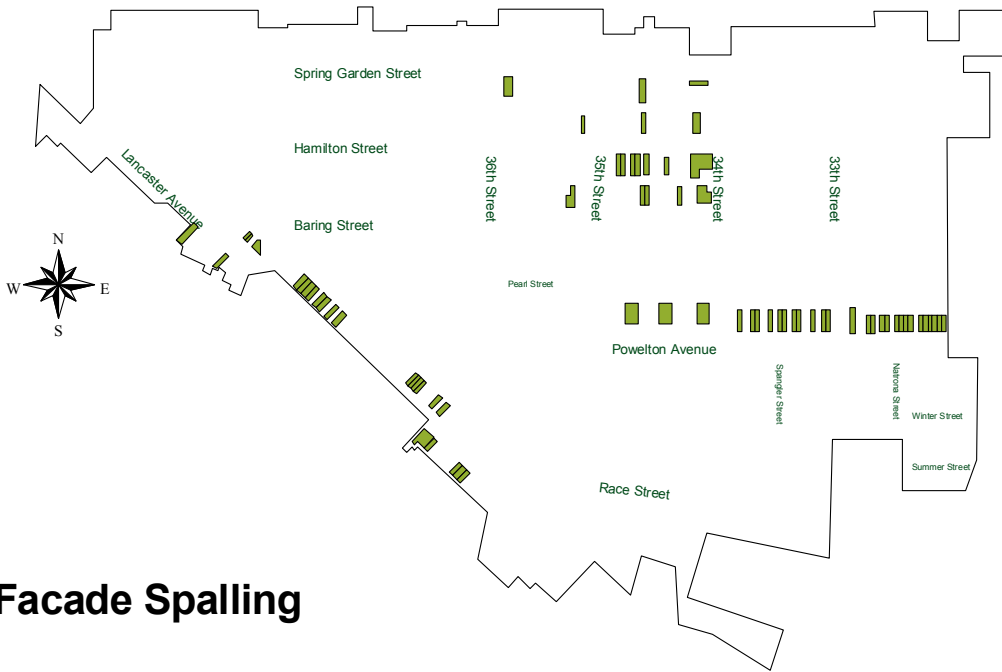 Spring Garden Street
Hamilton Street
Lancaster Avenue
36th Street
35th Street
34th Street
33th Street
Baring Street
N
W
E
S
Pearl Street
Powelton Avenue
Spangler Street
Natrona Street
Winter Street
Summer Street
Race Street
Facade Spalling